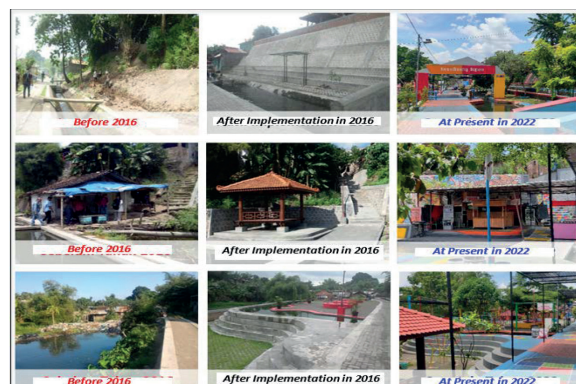 Before 2016
After Implementation in 2016
At Present in 2022
Before 2016
After Implementation in 2016
At Present in 2022
Before 2016
After Implementation in 2016
At Present in 2022